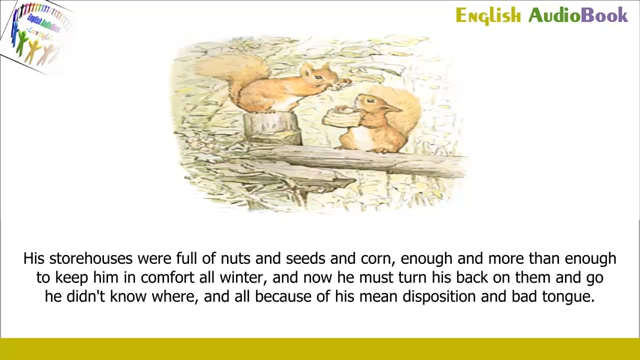 English AudioBook
English AudioBook
His storehouses were full of nuts and seeds and corn, enough and more than enough
to keep him in comfort all winter, and now he must turn his back on them and go
he didn't know where, and all because of his mean disposition and bad tongue.